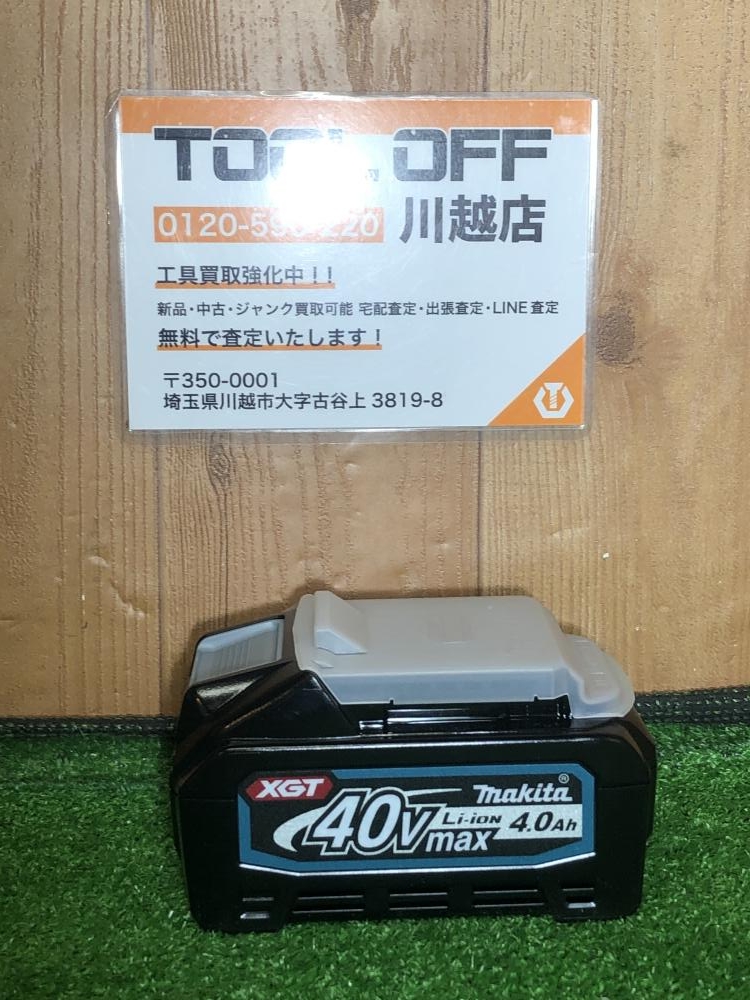 TOOL OFF
川越店
工具買取強化中!!
新品・中古・ジャンク買取可能 宅配査定・出張査定・LINE査定
無料で査定いたします!
〒350-0001
埼玉県川越市大字古谷上 3819-8
XGT
makita®
40Vmax
Li-ion 4.0Ah